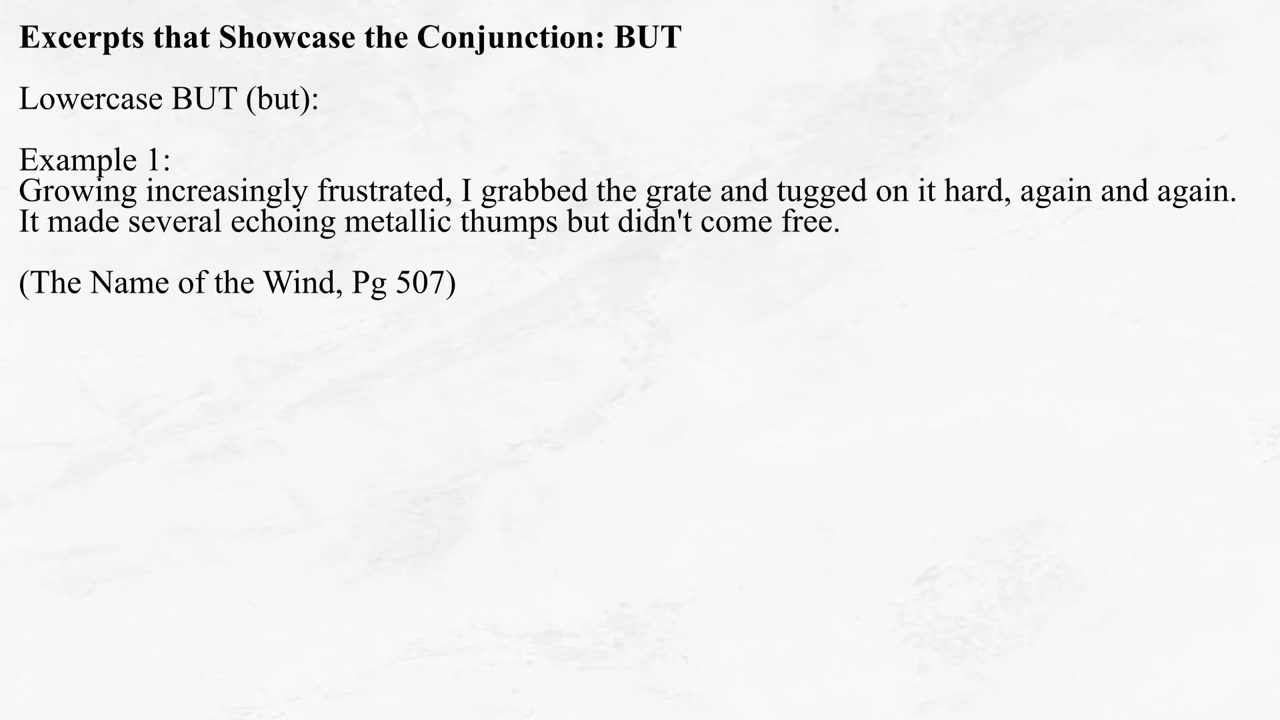 Excerpts that Showcase the Conjunction: BUT
Lowercase BUT (but):
Example 1:
Growing increasingly frustrated, I grabbed the grate and tugged on it hard, again and again.
It made several echoing metallic thumps but didn't come free.
(The Name of the Wind, Pg 507)